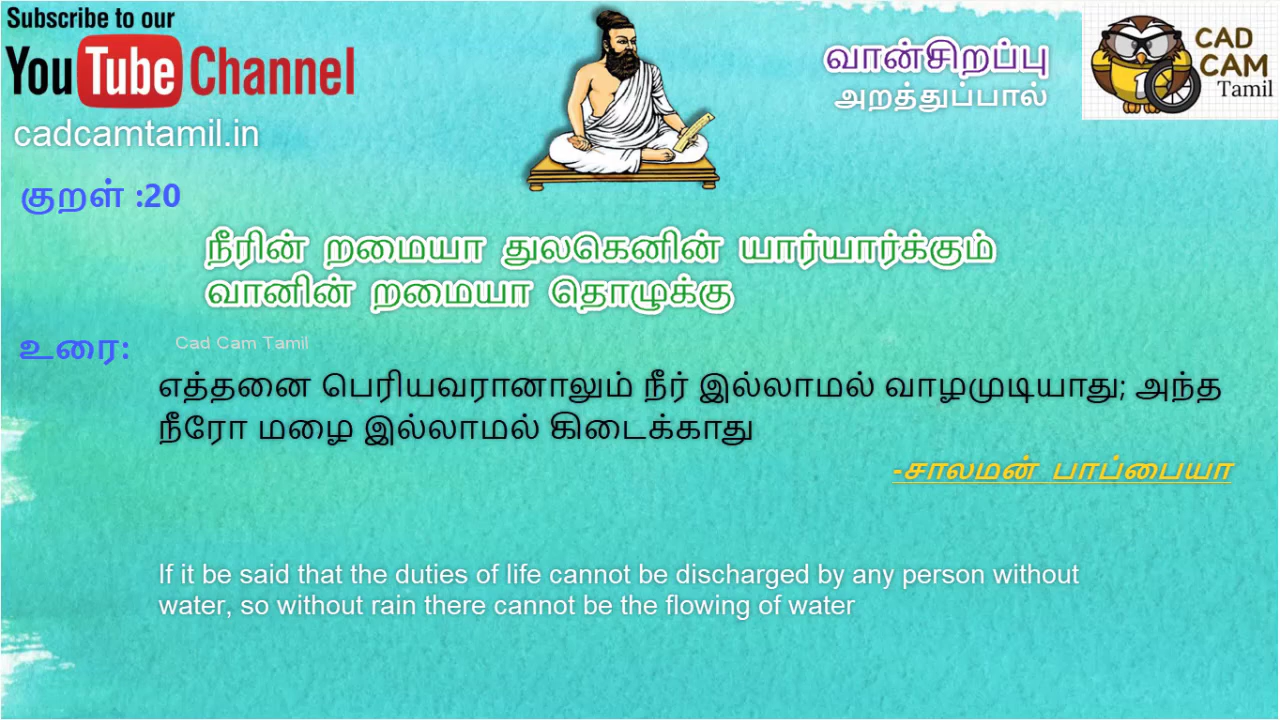 Subscribe to our
YouTube Channel
cadcamtamil.in
வான்சிறப்பு
அறத்துப்பால்
CAD
CAM
Tamil
குறள் :20
நீரின் றமையா துலகெனின் யார்யார்க்கும்
வானின் றமையா தொழுக்கு
உரை:
Cad Cam Tamil
எத்தனை பெரியவரானாலும் நீர் இல்லாமல் வாழமுடியாது; அந்த
நீரோ மழை இல்லாமல் கிடைக்காது
-சாலமன் பாப்பையா
If it be said that the duties of life cannot be discharged by any person without
water, so without rain there cannot be the flowing of water